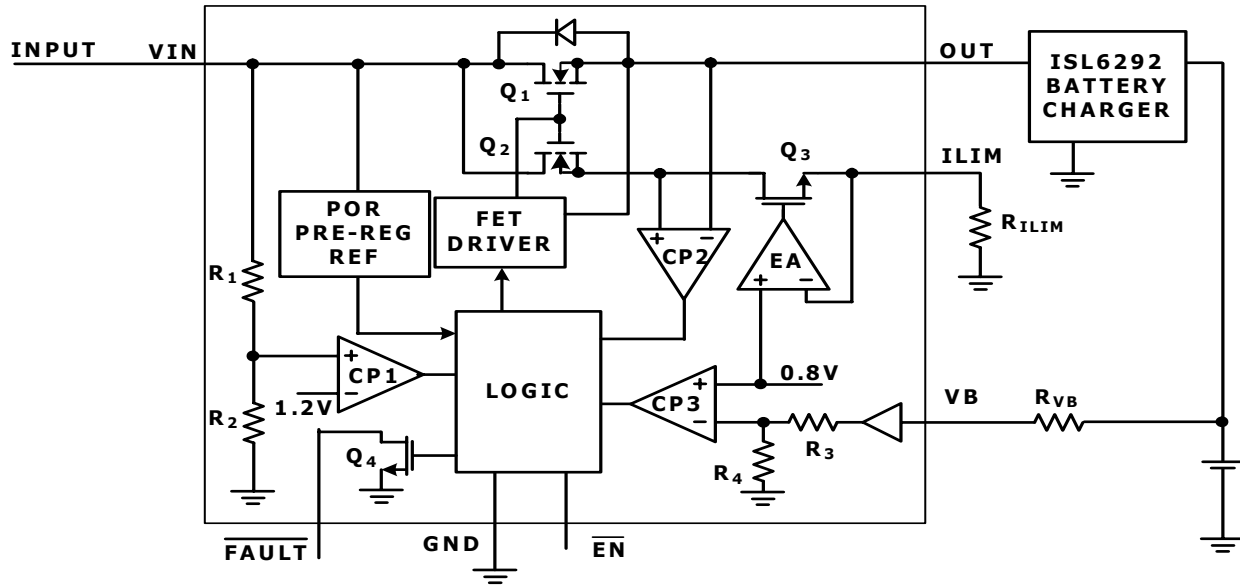 INPUT
VIN
OUT
ISL6292
BATTERY
CHARGER
Q1
Q2
Q3
ILIM
POR
PRE-REG
REF
FET
DRIVER
RILIM
+ −
CP2
EA
+ −
R1
+
CP1
−
1.2V
LOGIC
+
CP3
−
0.8V
VB
RVB
R2
R3
Q4
R4
FAULT
GND
EN